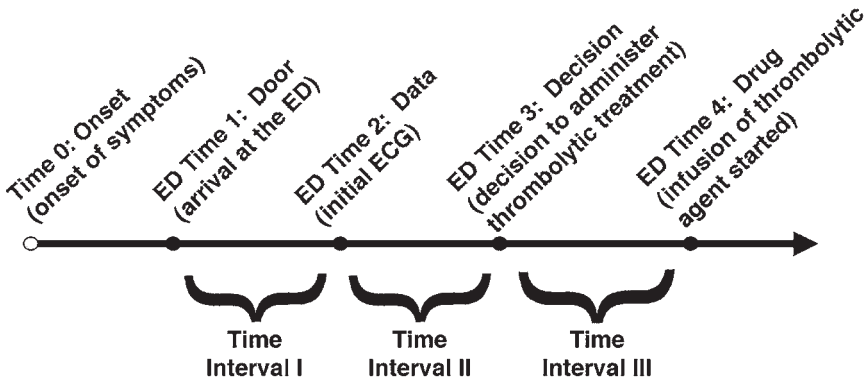 Time 0: Onset
(onset of symptoms)
ED Time 1: Door
(arrival at the ED)
ED Time 2: Data
(initial ECG)
ED Time 3: Decision
(decision to administer
thrombolytic treatment)
ED Time 4: Drug
(infusion of thrombolytic
agent started)
Time
Interval I
Time
Interval II
Time
Interval III